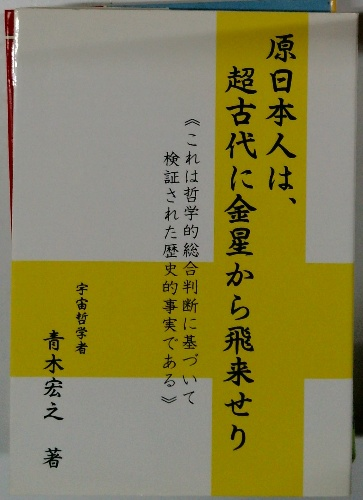 原日本人は、
超古代に金星から飛来せり
《これは哲学的総合判断に基づいて
検証された歴史的事実である》
宇宙哲学者
青木宏之 著